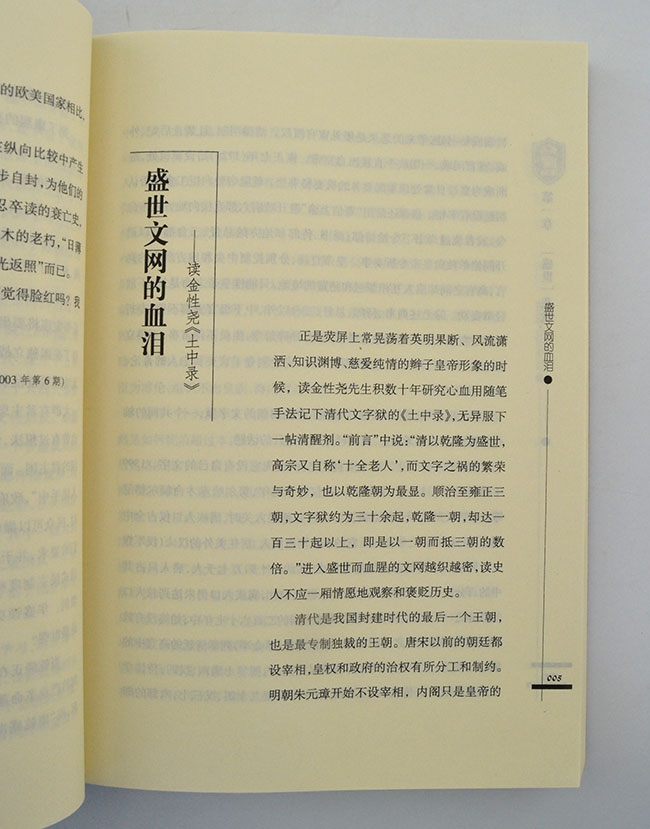 的欧美国家相比，
在纵向比较中产生
步自封，为他们的
忍卒读的衰亡史，
木的老朽，“日薄
光返照”而已。
觉得脸红吗？我
003 年第 6 期）
盛世文网的血泪
——读金性尧《土中录》
正是荧屏上常晃荡着英明果断、风流潇
洒、知识渊博、慈爱纯情的辫子皇帝形象的时
候，读金性尧先生积数十年研究心血用随笔
手法记下清代文字狱的《土中录》，无异服下
一帖清醒剂。“前言”中说：“清以乾隆为盛世，
高宗又自称‘十全老人’，而文字之祸的繁荣
与奇妙，也以乾隆朝为最显。顺治至雍正三
朝，文字狱约为三十余起，乾隆一朝，却达一
百三十起以上，即是以一朝而抵三朝的数
倍。”进入盛世而血腥的文网越织越密，读史
人不应一厢情愿地观察和褒贬历史。
清代是我国封建时代的最后一个王朝，
也是最专制独裁的王朝。唐宋以前的朝廷都
设宰相，皇权和政府的治权有所分工和制约。
明朝朱元璋开始不设宰相，内阁只是皇帝的
盛世文网的血泪
005